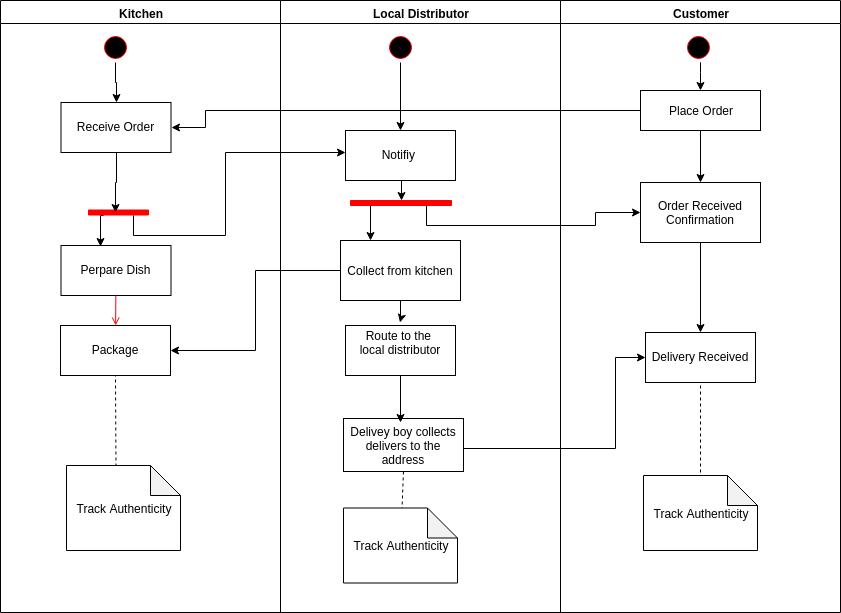 Kitchen
Local Distributor
Customer
Place Order
Receive Order
Notifiy
Order Received
Confirmation
Perpare Dish
Collect from kitchen
Package
Route to the
local distributor
Delivery Received
Delivey boy collects
delivers to the
address
Track Authenticity
Track Authenticity
Track Authenticity